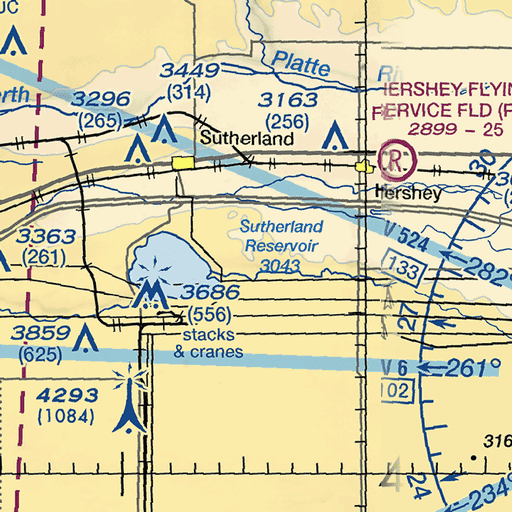 UC
Platte
Ri
3449
(314)
erth
3296
(265)
3163
(256)
IERSHEY FLYIN
FE
ERVICE FLD (F
2899 - 25
Sutherland
R
30
Hershey
Sutherland
Reservoir
3043
3363
(261)
V 524
133
282°
3686
(556)
stacks
& cranes
27
3859
(625)
V 6
261°
102
4293
(1084)
316
4
24
234°